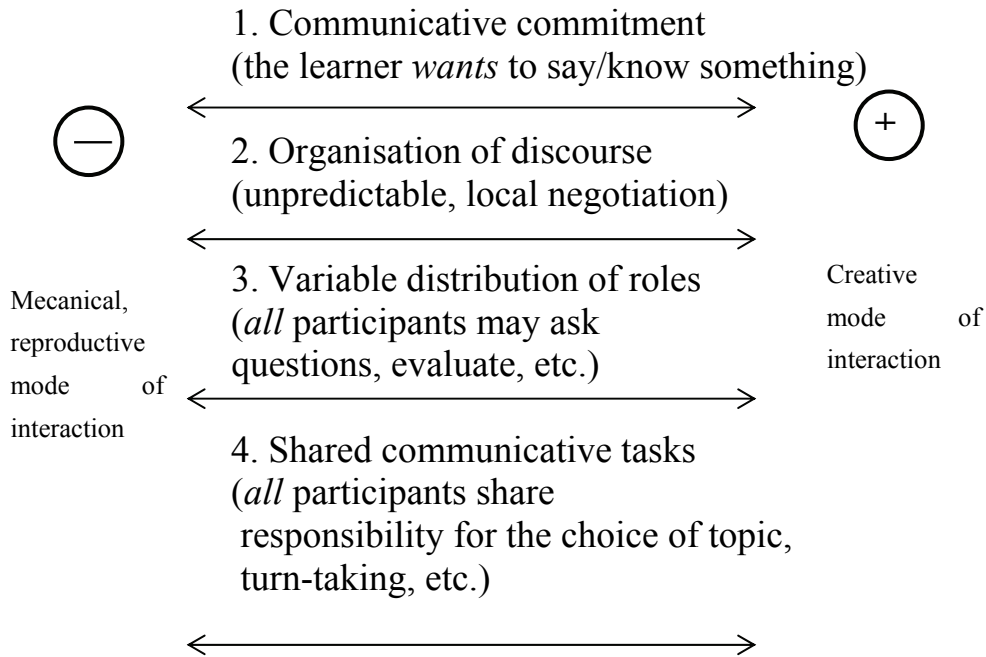 1. Communicative commitment
(the learner wants to say/know something)
—
+
2. Organisation of discourse
(unpredictable, local negotiation)
Mecanical,
reproductive
mode of
interaction
3. Variable distribution of roles
(all participants may ask
questions, evaluate, etc.)
Creative
mode of
interaction
4. Shared communicative tasks
(all participants share
responsibility for the choice of topic,
turn-taking, etc.)